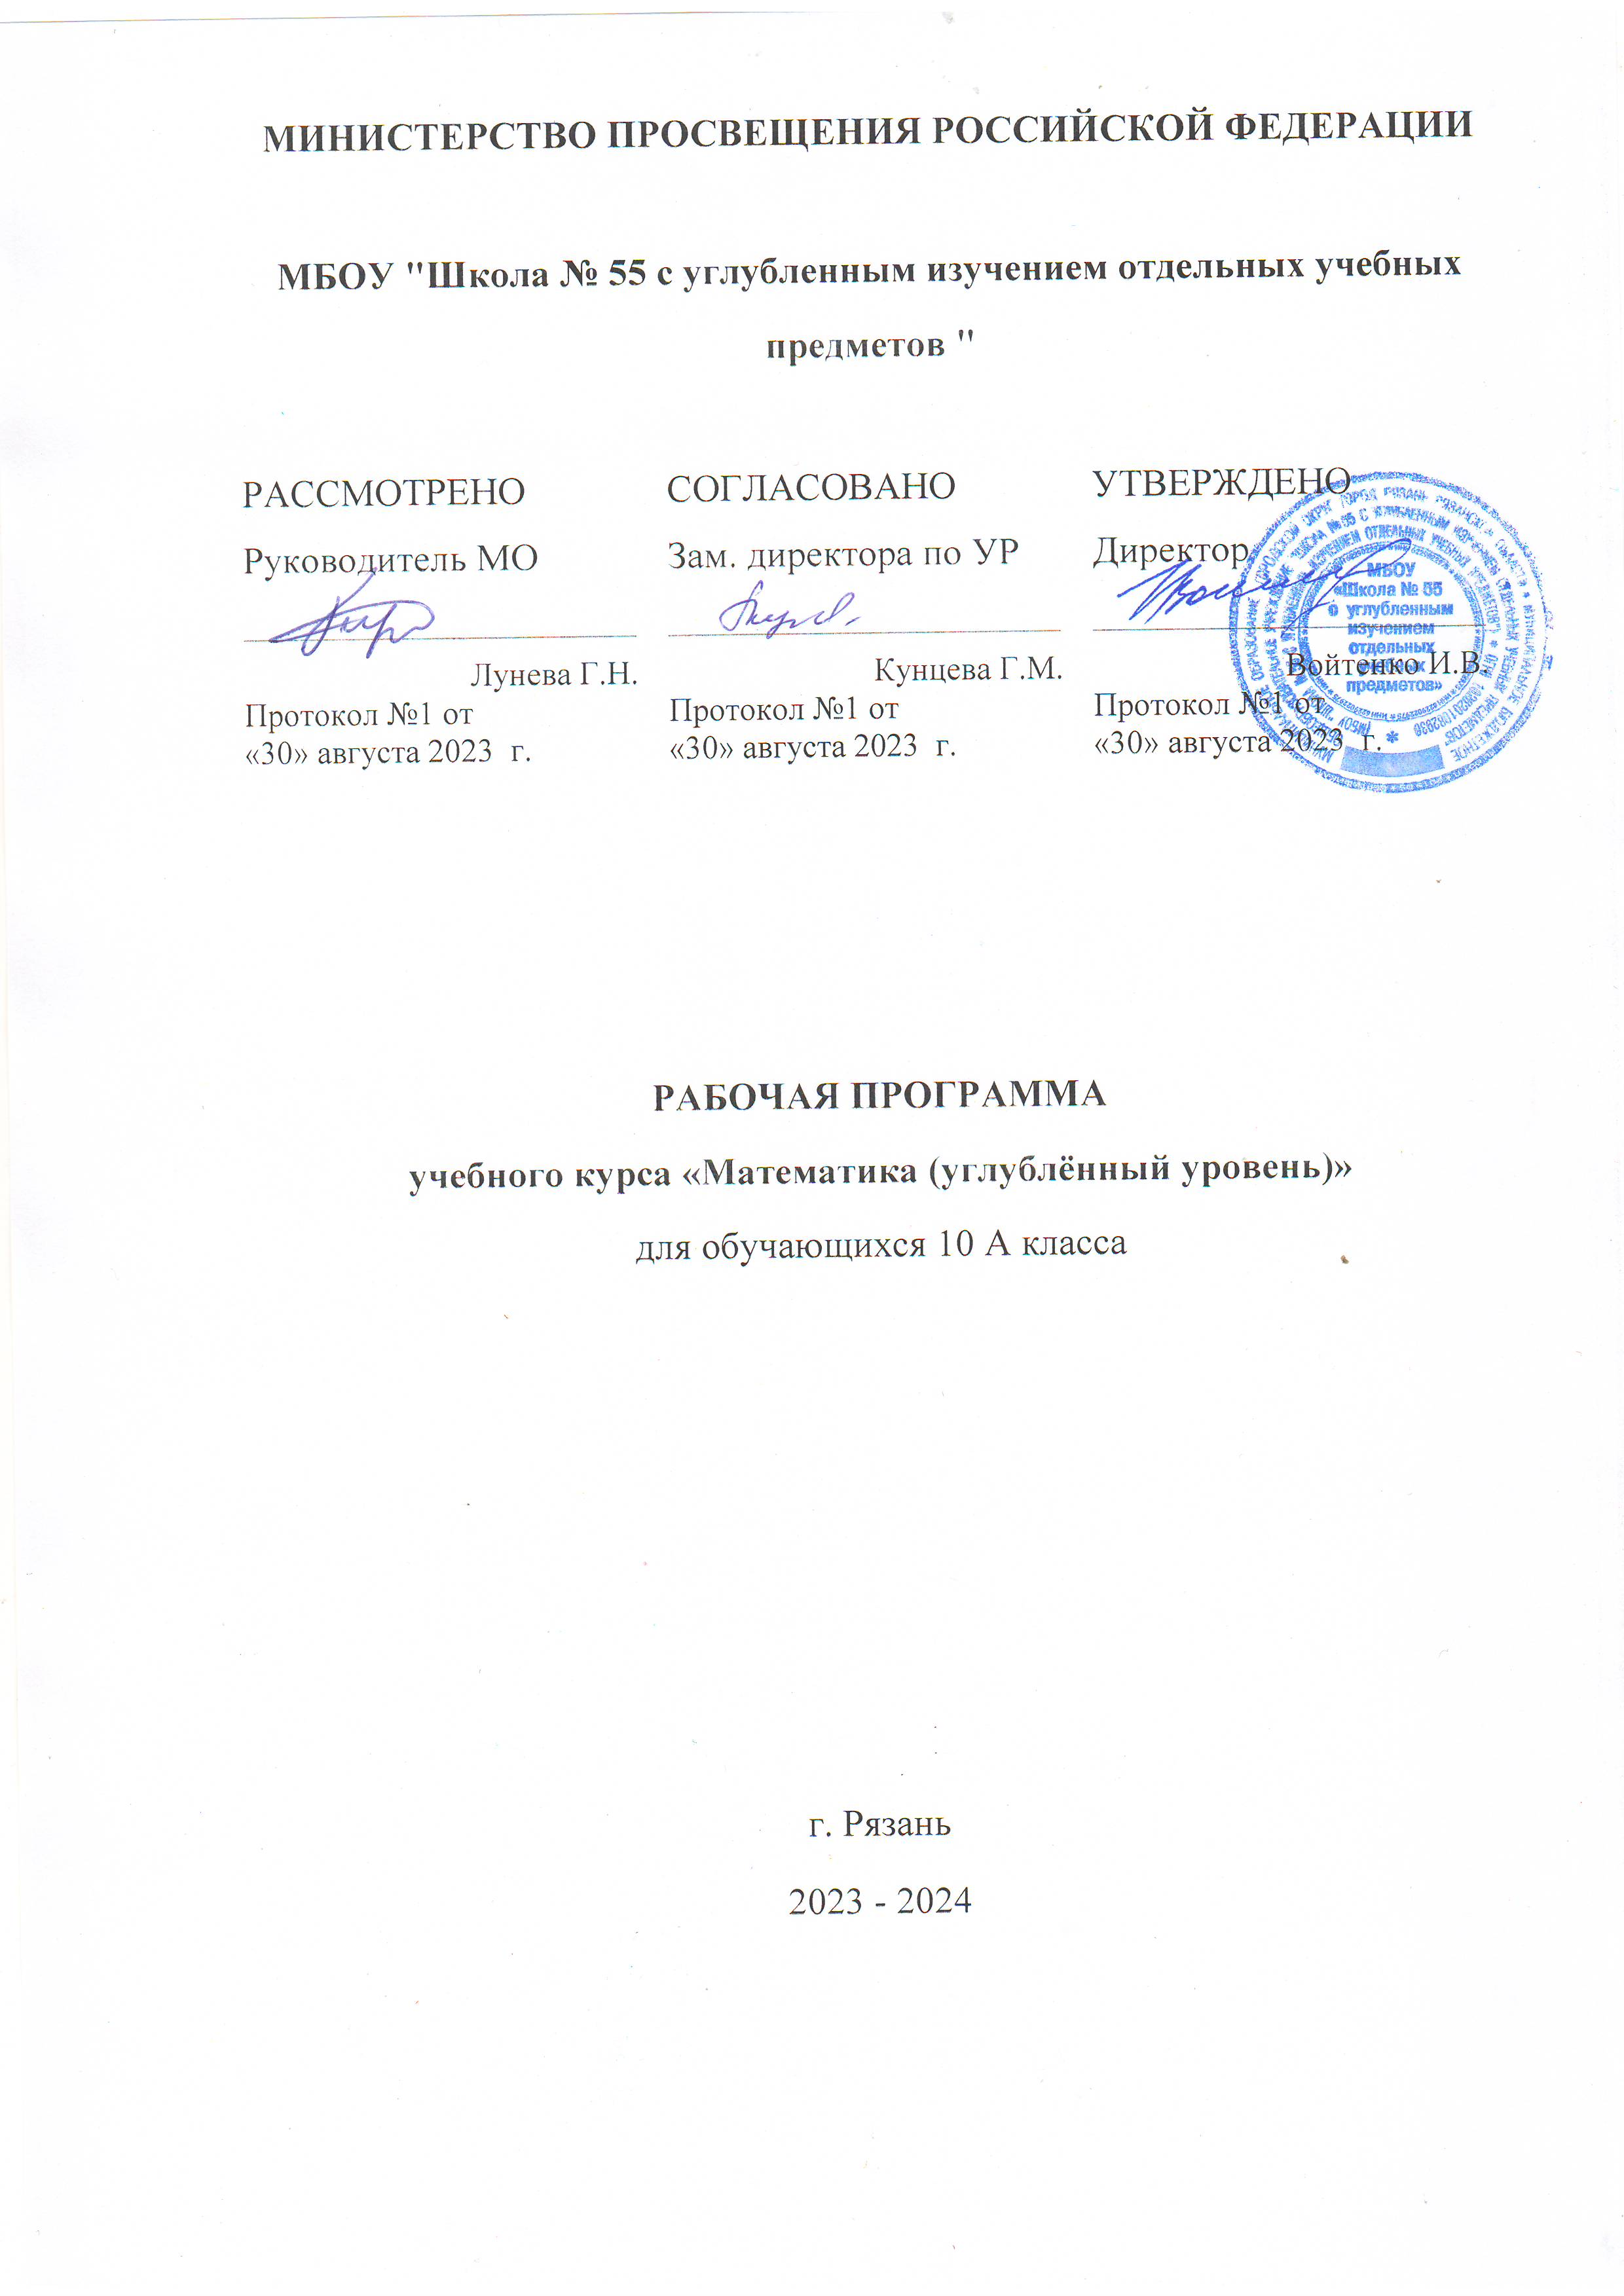 МИНИСТЕРСТВО ПРОСВЕЩЕНИЯ РОССИЙСКОЙ ФЕДЕРАЦИИ
МБОУ "Школа № 55 с углубленным изучением отдельных учебных
предметов "
РАССМОТРЕНО
Руководитель МО
Лунева Г.Н.
Протокол №1 от
«30» августа 2023 г.
СОГЛАСОВАНО
Зам. директора по УР
Кунцева Г.М.
Протокол №1 от
«30» августа 2023 г.
УТВЕРЖДЕНО
Директор
Войтенко И.В.
Протокол №1 от
«30» августа 2023 г.
МБОУ
«Школа № 55
с углубленным
изучением
отдельных
учебных
предметов»
РАБОЧАЯ ПРОГРАММА
учебного курса «Математика (углублённый уровень)»
для обучающихся 10 А класса
г. Рязань
2023 - 2024